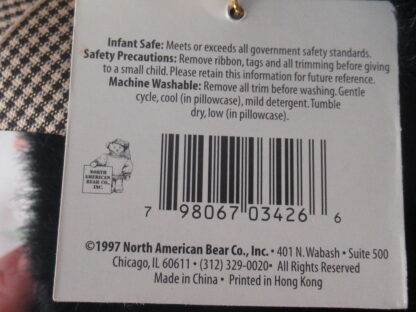 Infant Safe: Meets or exceeds all government safety standards.
Safety Precautions: Remove ribbon, tags and all trimming before giving
to a small child. Please retain this information for future reference.
Machine Washable: Remove all trim before washing. Gentle
cycle, cool (in pillowcase), mild detergent. Tumble
dry, low (in pillowcase).
NORTH
AMERICAN
BEAR CO.,
INC.
7 98067 03426 6
©1997 North American Bear Co., Inc. • 401 N. Wabash • Suite 500
Chicago, IL 60611 • (312) 329-0020 • All Rights Reserved
Made in China • Printed in Hong Kong